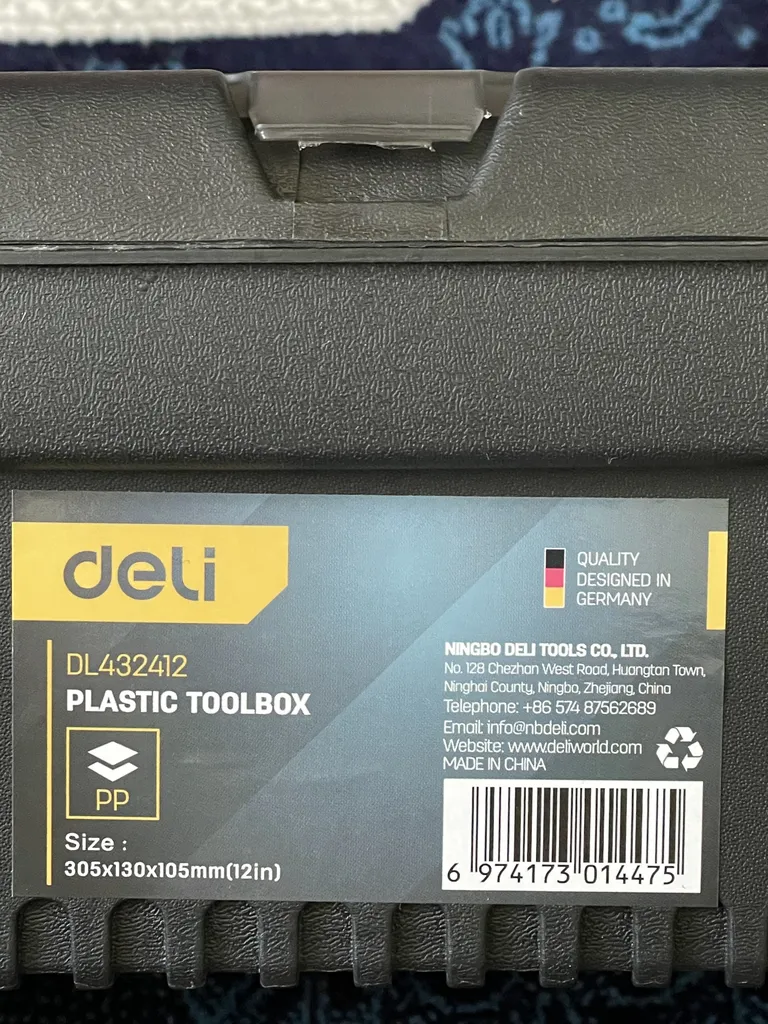 deli
QUALITY
DESIGNED IN
GERMANY
DL432412
PLASTIC TOOLBOX
PP
Size :
305x130x105mm(12in)
NINGBO DELI TOOLS CO., LTD.
No. 128 Chezhan West Road, Huangtan Town,
Ninghai County, Ningbo, Zhejiang, China
Telephone: +86 574 87562689
Email: info@nbdeli.com
Website: www.deliworld.com
MADE IN CHINA
6 974173 014475